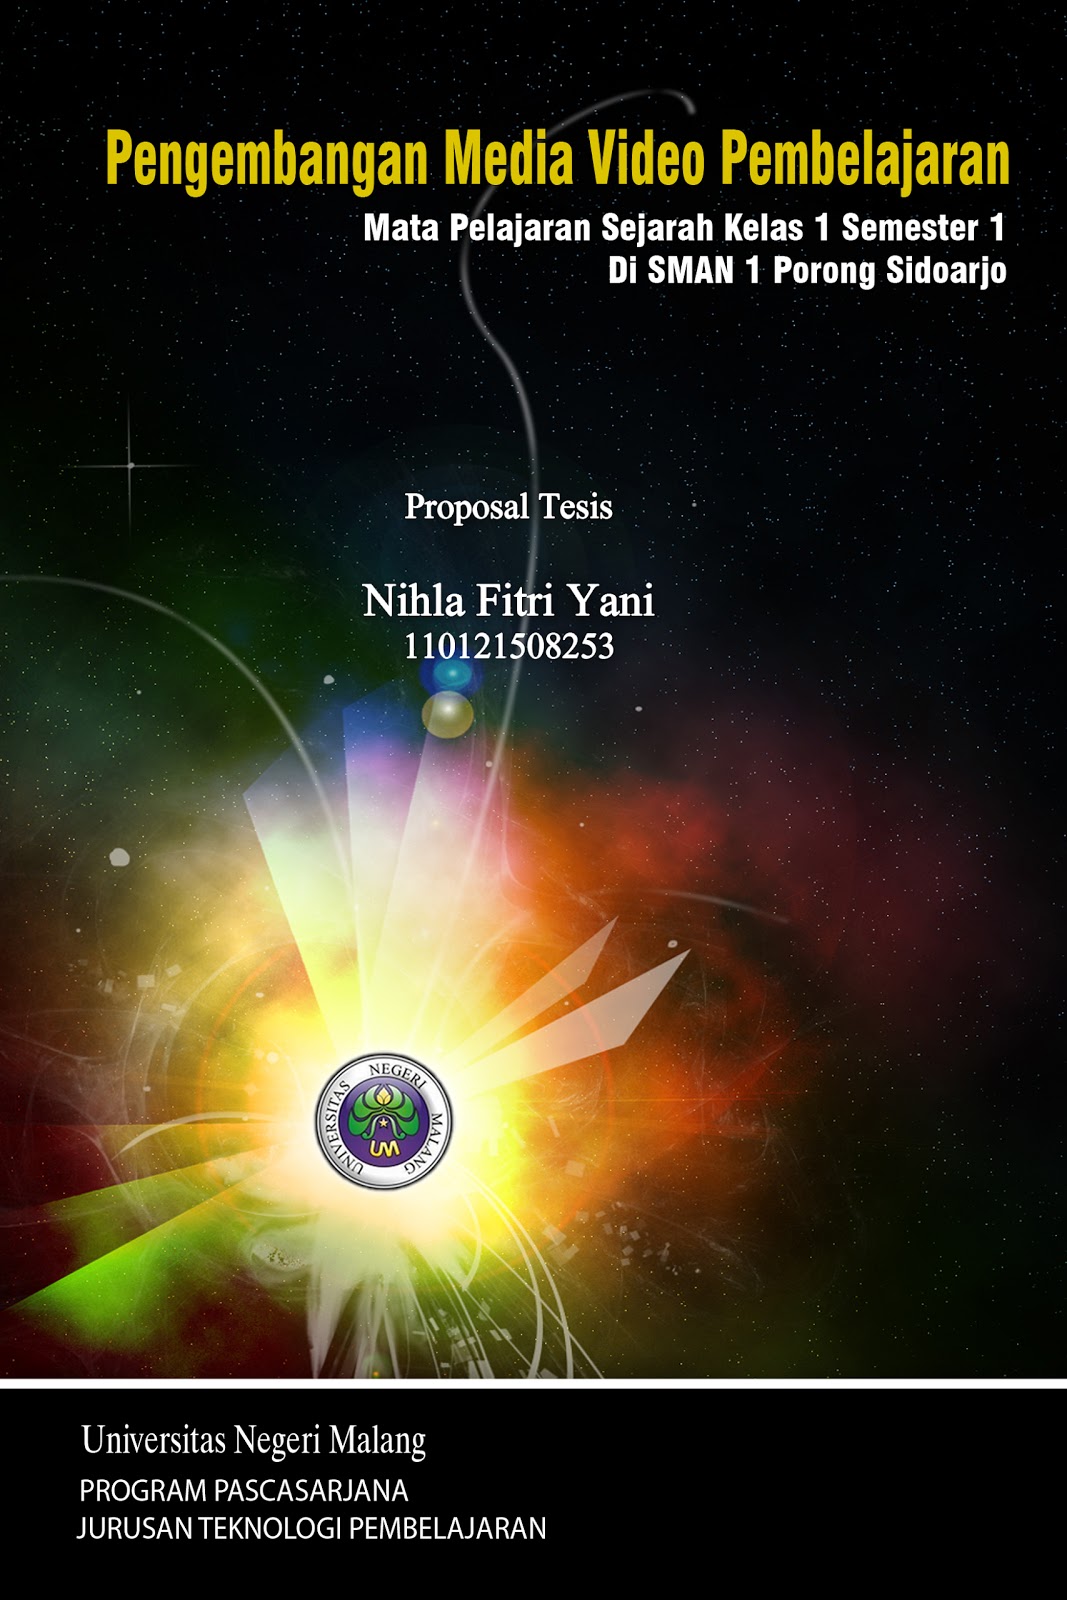 Pengembangan Media Video Pembelajaran
Mata Pelajaran Sejarah Kelas 1 Semester 1
Di SMAN 1 Porong Sidoarjo
Proposal Tesis
Nihla Fitri Yani
110121508253
UNIVERSITAS NEGERI MALANG
UM
Universitas Negeri Malang
PROGRAM PASCASARJANA
JURUSAN TEKNOLOGI PEMBELAJARAN